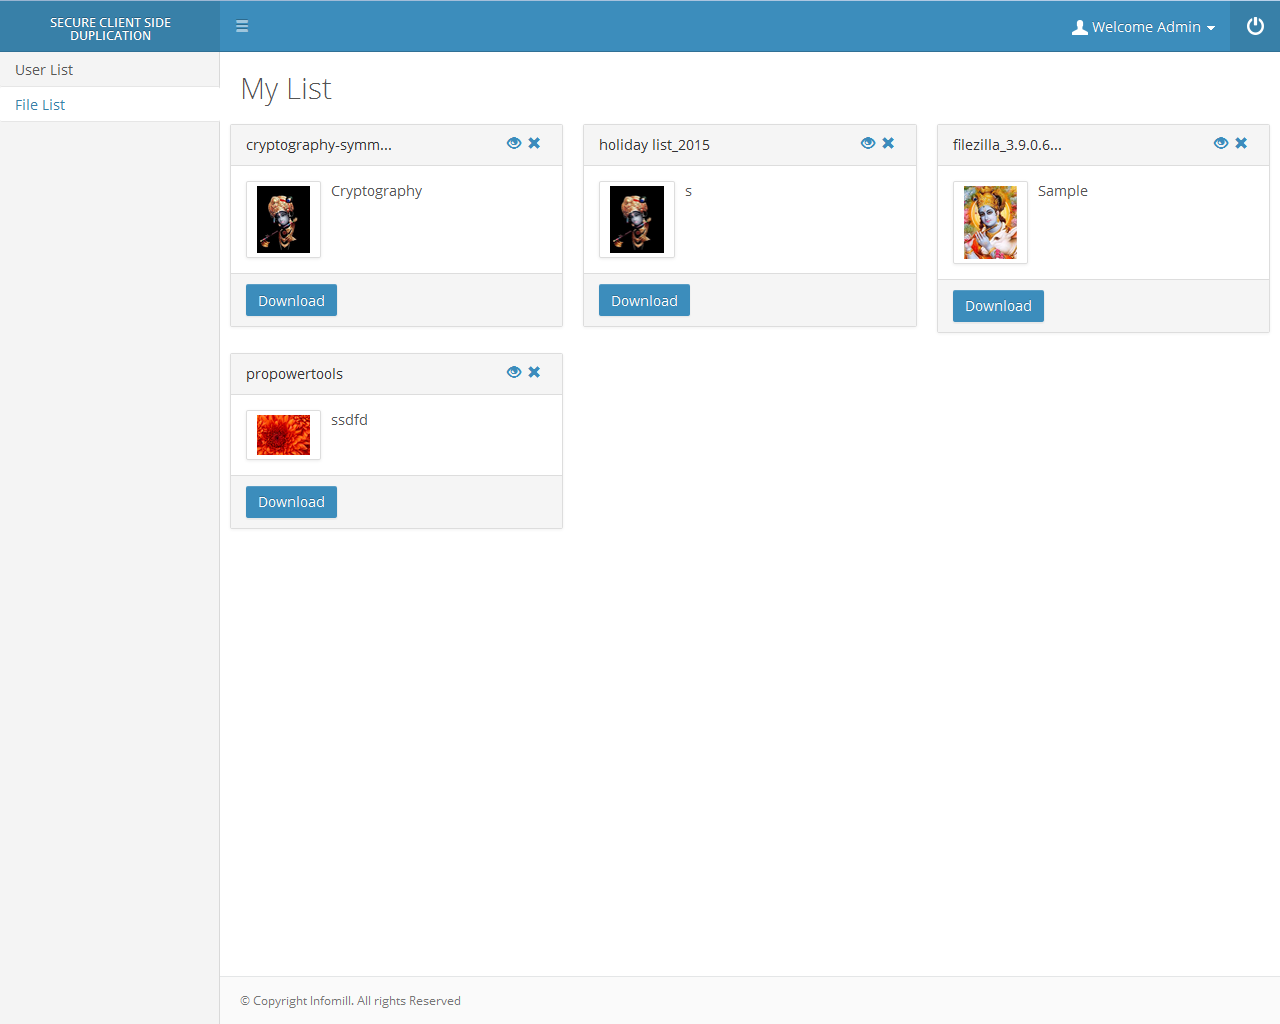 SECURE CLIENT SIDE
DUPLICATION
Welcome Admin
User List
File List
My List
cryptography-symm...
Cryptography
Download
holiday list_2015
s
Download
filezilla_3.9.0.6...
Sample
Download
propowertools
ssdfd
Download
© Copyright Infomill. All rights Reserved